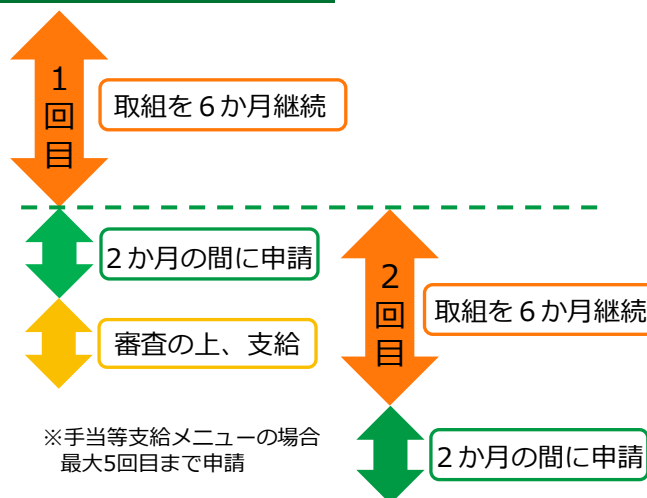 1回目
取組を６か月継続
２か月の間に申請
審査の上、支給
※手当等支給メニューの場合
最大5回目まで申請
2回目
取組を６か月継続
２か月の間に申請